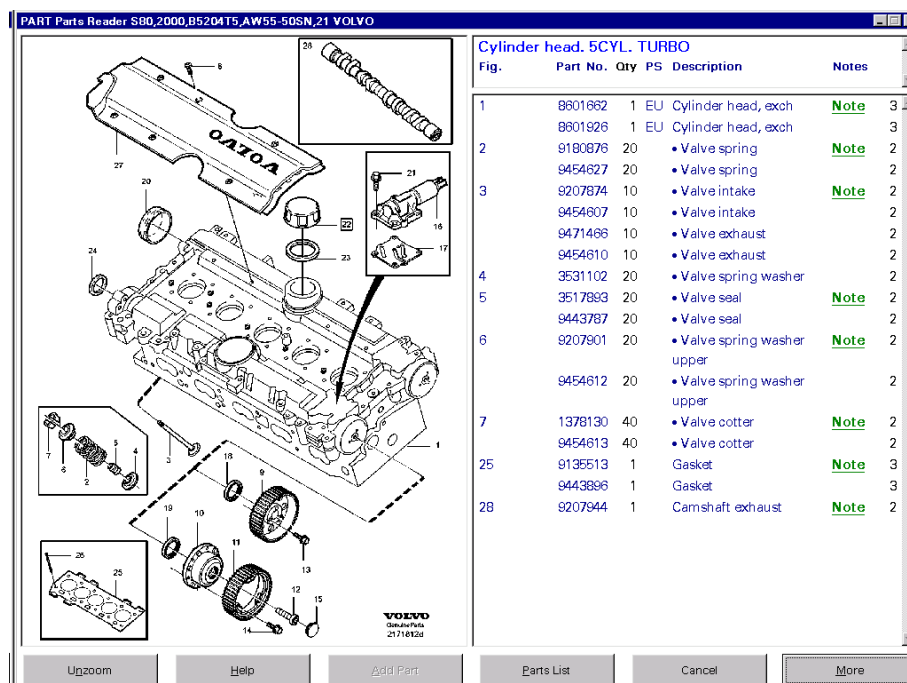 PART Parts Reader S80,2000,B5204T5,AW55-50SN,21 VOLVO
Cylinder head. 5CYL. TURBO
Fig. Part No. Qty PS Description Notes
1 8601662 1 EU Cylinder head, exch Note 3
8601926 1 EU Cylinder head, exch 3
2 9180876 20 • Valve spring Note 2
9454627 20 • Valve spring 2
3 9207874 10 • Valve intake Note 2
9454607 10 • Valve intake 2
9471466 10 • Valve exhaust 2
9454610 10 • Valve exhaust 2
4 3531102 20 • Valve spring washer 2
5 3517893 20 • Valve seal Note 2
9443787 20 • Valve seal 2
6 9207901 20 • Valve spring washer Note 2
upper
9454612 20 • Valve spring washer 2
upper
7 1378130 40 • Valve cotter Note 2
9454613 40 • Valve cotter 2
25 9135513 1 Gasket Note 3
9443896 1 Gasket 3
28 9207944 1 Camshaft exhaust Note 2
28
8
27
VOLVO
20
21
16
22
17
23
24
1
7
6
2
5
4
3
18
9
19
10
11
13
12
15
14
26
25
VOLVO
Genuine Parts
2171812d
Unzoom Help Add Part Parts List Cancel More